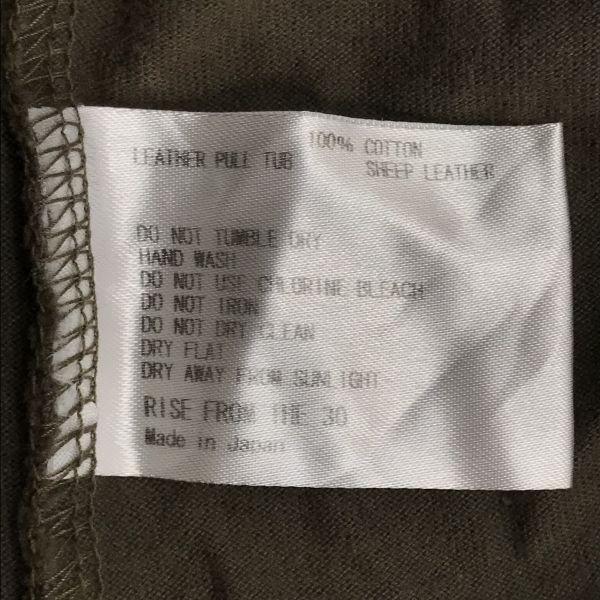 100% COTTON
LEATHER PULL TUB SHEEP LEATHER
DO NOT TUMBLE DRY
HAND WASH
DO NOT USE CHLORINE BLEACH
DO NOT IRON
DO NOT DRY CLEAN
DRY FLAT
DRY AWAY FROM SUNLIGHT
RISE FROM THE 30
Made in Japan